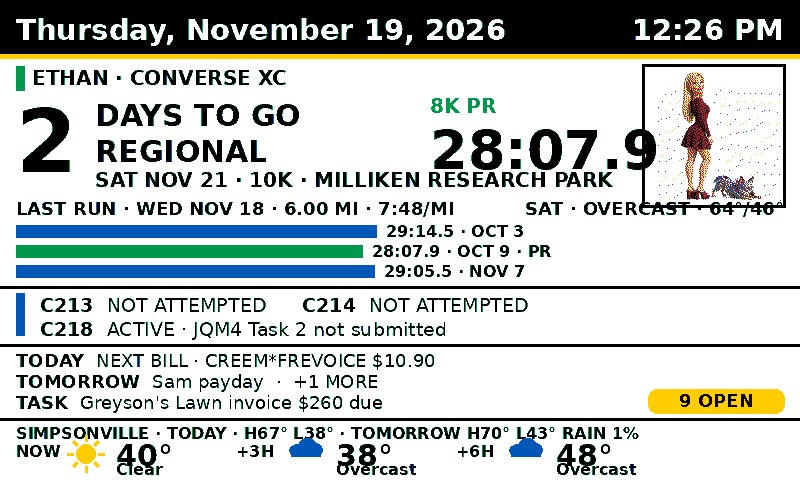 Thursday, November 19, 2026 12:26 PM
ETHAN · CONVERSE XC
2 DAYS TO GO
REGIONAL
8K PR
28:07.9
SAT NOV 21 · 10K · MILLIKEN RESEARCH PARK
LAST RUN · WED NOV 18 · 6.00 MI · 7:48/MI SAT · OVERCAST · 64°/46°
29:14.5 · OCT 3
28:07.9 · OCT 9 · PR
29:05.5 · NOV 7
C213 NOT ATTEMPTED C214 NOT ATTEMPTED
C218 ACTIVE · JQM4 Task 2 not submitted
TODAY NEXT BILL · CREEM*FREVOICE $10.90
TOMORROW Sam payday · +1 MORE
TASK Greyson's Lawn invoice $260 due 9 OPEN
SIMPSONVILLE · TODAY · H67° L38° · TOMORROW H70° L43° RAIN 1%
NOW 40° +3H 38° +6H 48°
Clear Overcast Overcast